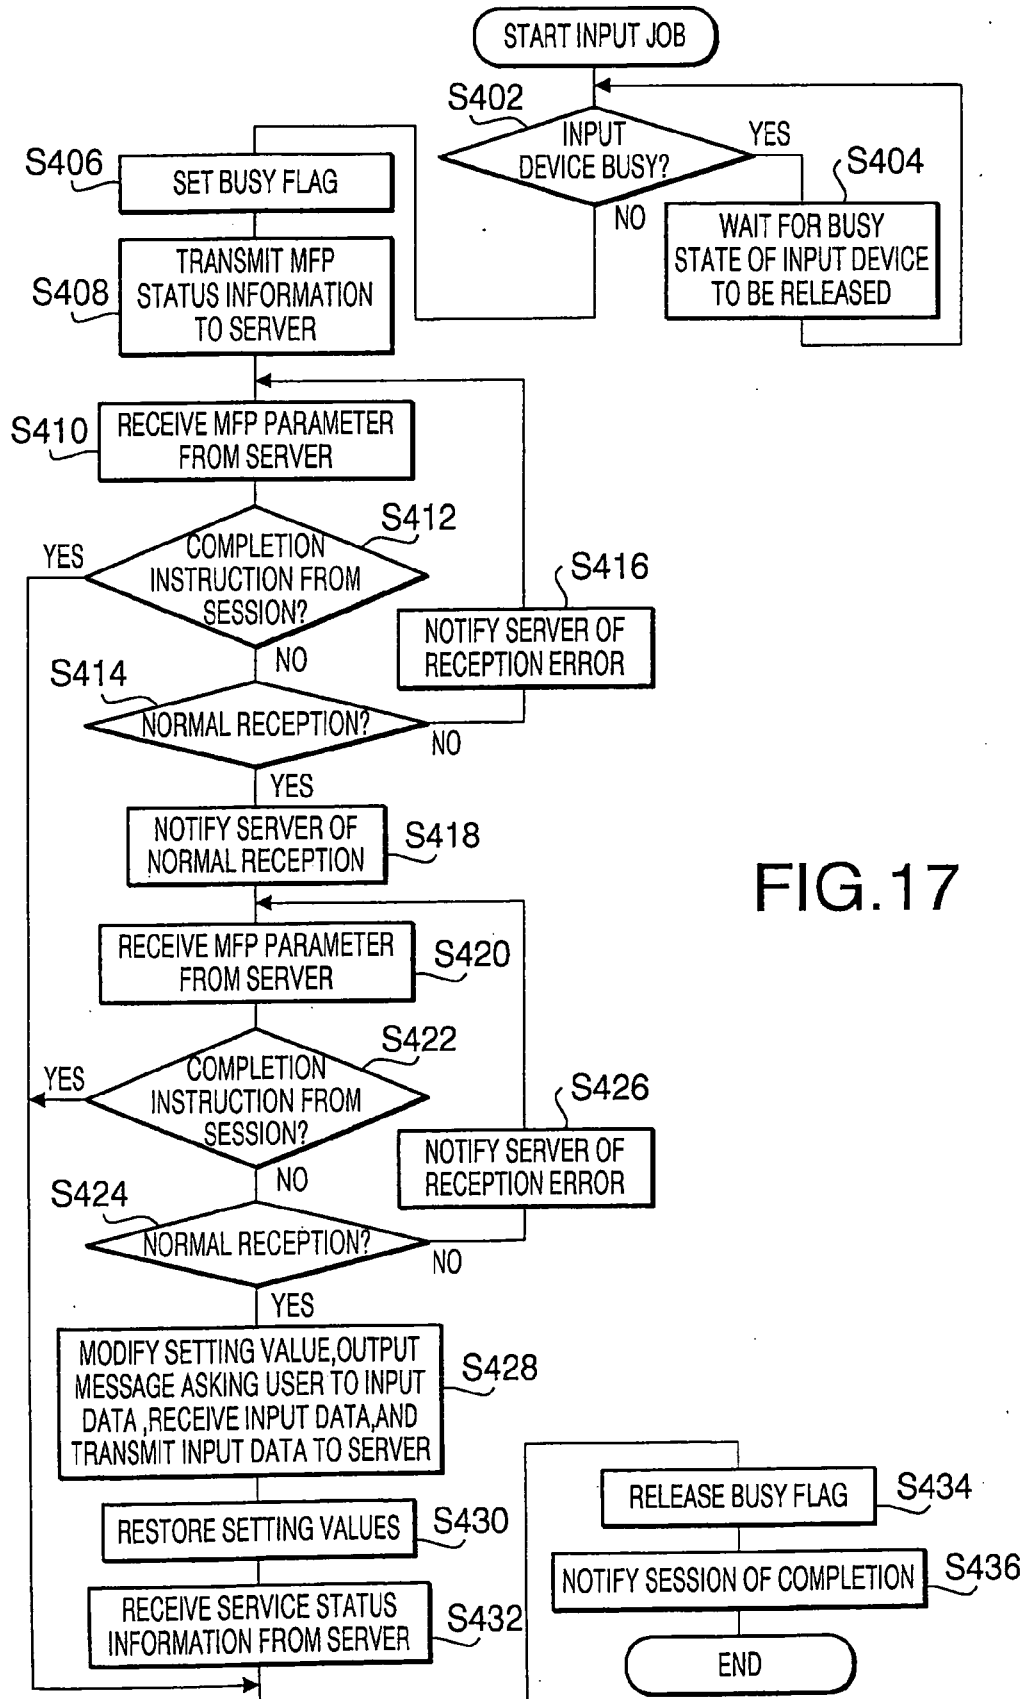 START INPUT JOB
S402
INPUT
DEVICE BUSY?
YES
NO
S404
WAIT FOR BUSY
STATE OF INPUT DEVICE
TO BE RELEASED
S406
SET BUSY FLAG
S408
TRANSMIT MFP
STATUS INFORMATION
TO SERVER
S410
RECEIVE MFP PARAMETER
FROM SERVER
S412
YES
COMPLETION
INSTRUCTION FROM
SESSION?
NO
S416
NOTIFY SERVER OF
RECEPTION ERROR
S414
NORMAL RECEPTION?
NO
YES
NOTIFY SERVER OF
NORMAL RECEPTION
S418
FIG.17
RECEIVE MFP PARAMETER
FROM SERVER
S420
S422
YES
COMPLETION
INSTRUCTION FROM
SESSION?
NO
S426
NOTIFY SERVER OF
RECEPTION ERROR
S424
NORMAL RECEPTION?
NO
YES
MODIFY SETTING VALUE,OUTPUT
MESSAGE ASKING USER TO INPUT
DATA ,RECEIVE INPUT DATA,AND
TRANSMIT INPUT DATA TO SERVER
S428
RESTORE SETTING VALUES
S430
RECEIVE SERVICE STATUS
INFORMATION FROM SERVER
S432
RELEASE BUSY FLAG
S434
NOTIFY SESSION OF COMPLETION
S436
END